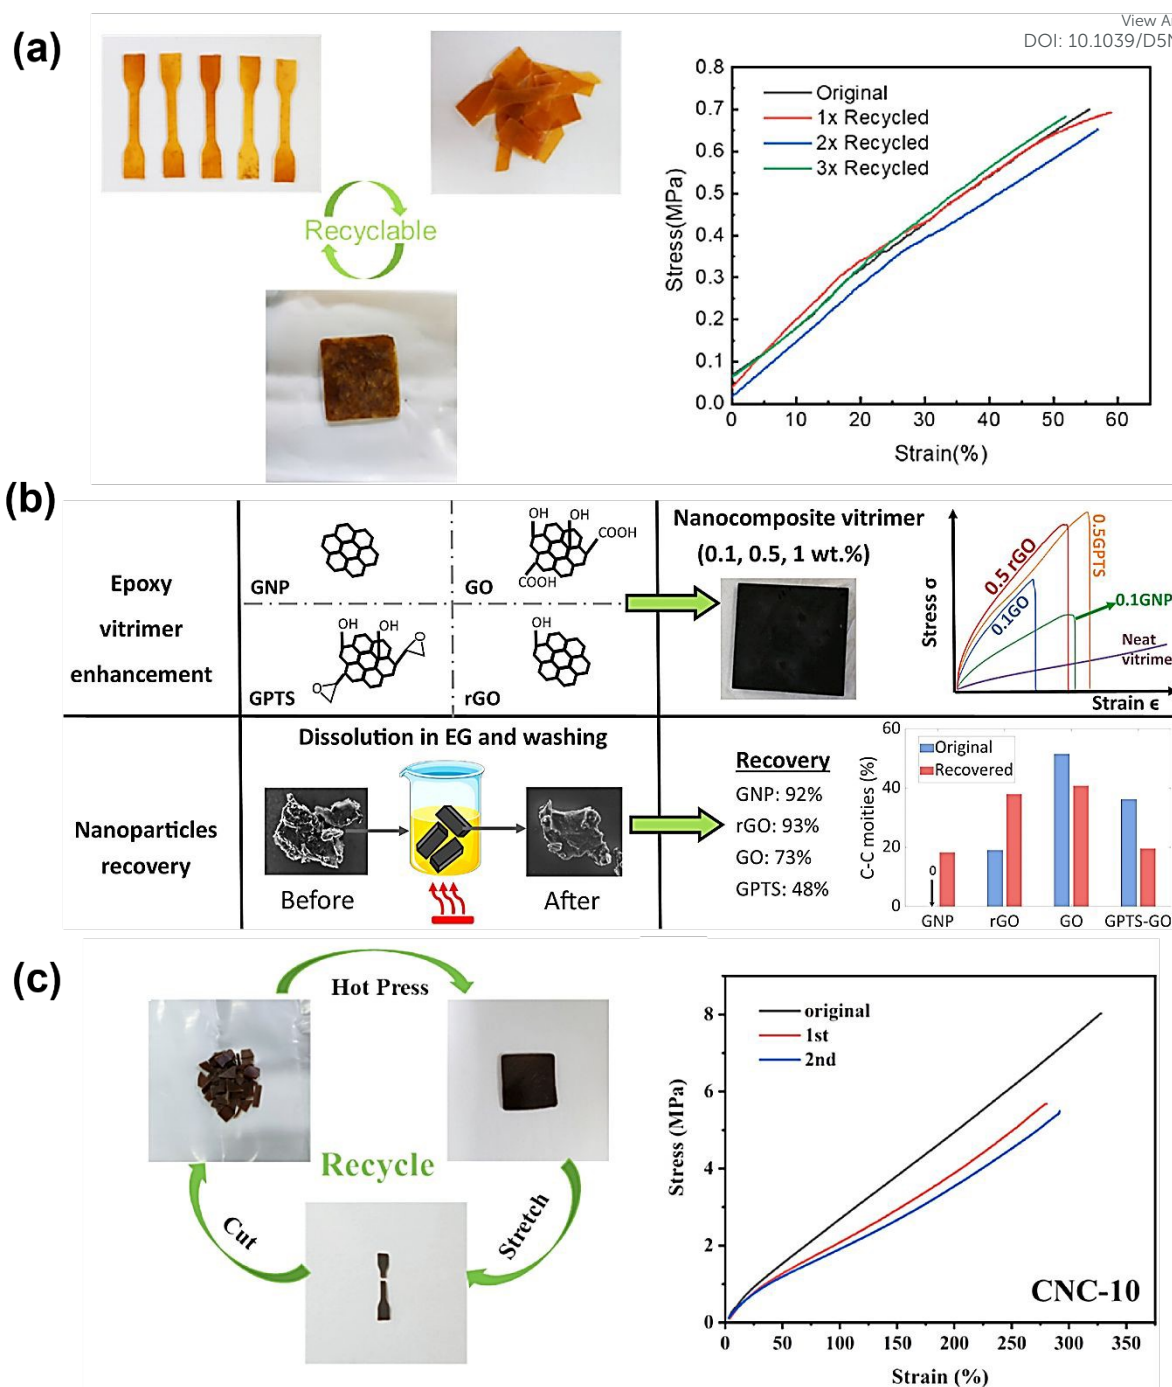 View A
DOI: 10.1039/D5N
(a)
Recyclable
Original
1x Recycled
2x Recycled
3x Recycled
Stress(MPa)
0.8
0.7
0.6
0.5
0.4
0.3
0.2
0.1
0.0
0 10 20 30 40 50 60
Strain(%)
(b)
Epoxy
vitrimer
enhancement
GNP
OH OH
COOH
COOH
GO
OH OH
O
O
GPTS
OH
rGO
Nanocomposite vitrimer
(0.1, 0.5, 1 wt.%)
Stress σ
0.5 rGO
0.5GPTS
0.1GO
0.1GNP
Neat
vitrime
Strain ϵ
Nanoparticles
recovery
Dissolution in EG and washing
Before
After
Recovery
GNP: 92%
rGO: 93%
GO: 73%
GPTS: 48%
C-C moities (%)
60
40
20
0
Original
Recovered
0
GNP rGO GO GPTS-GO
(c)
Hot Press
Recycle
Cut
Stretch
original
1st
2nd
Stress (MPa)
8
6
4
2
0
0 50 100 150 200 250 300 350
Strain (%)
CNC-10